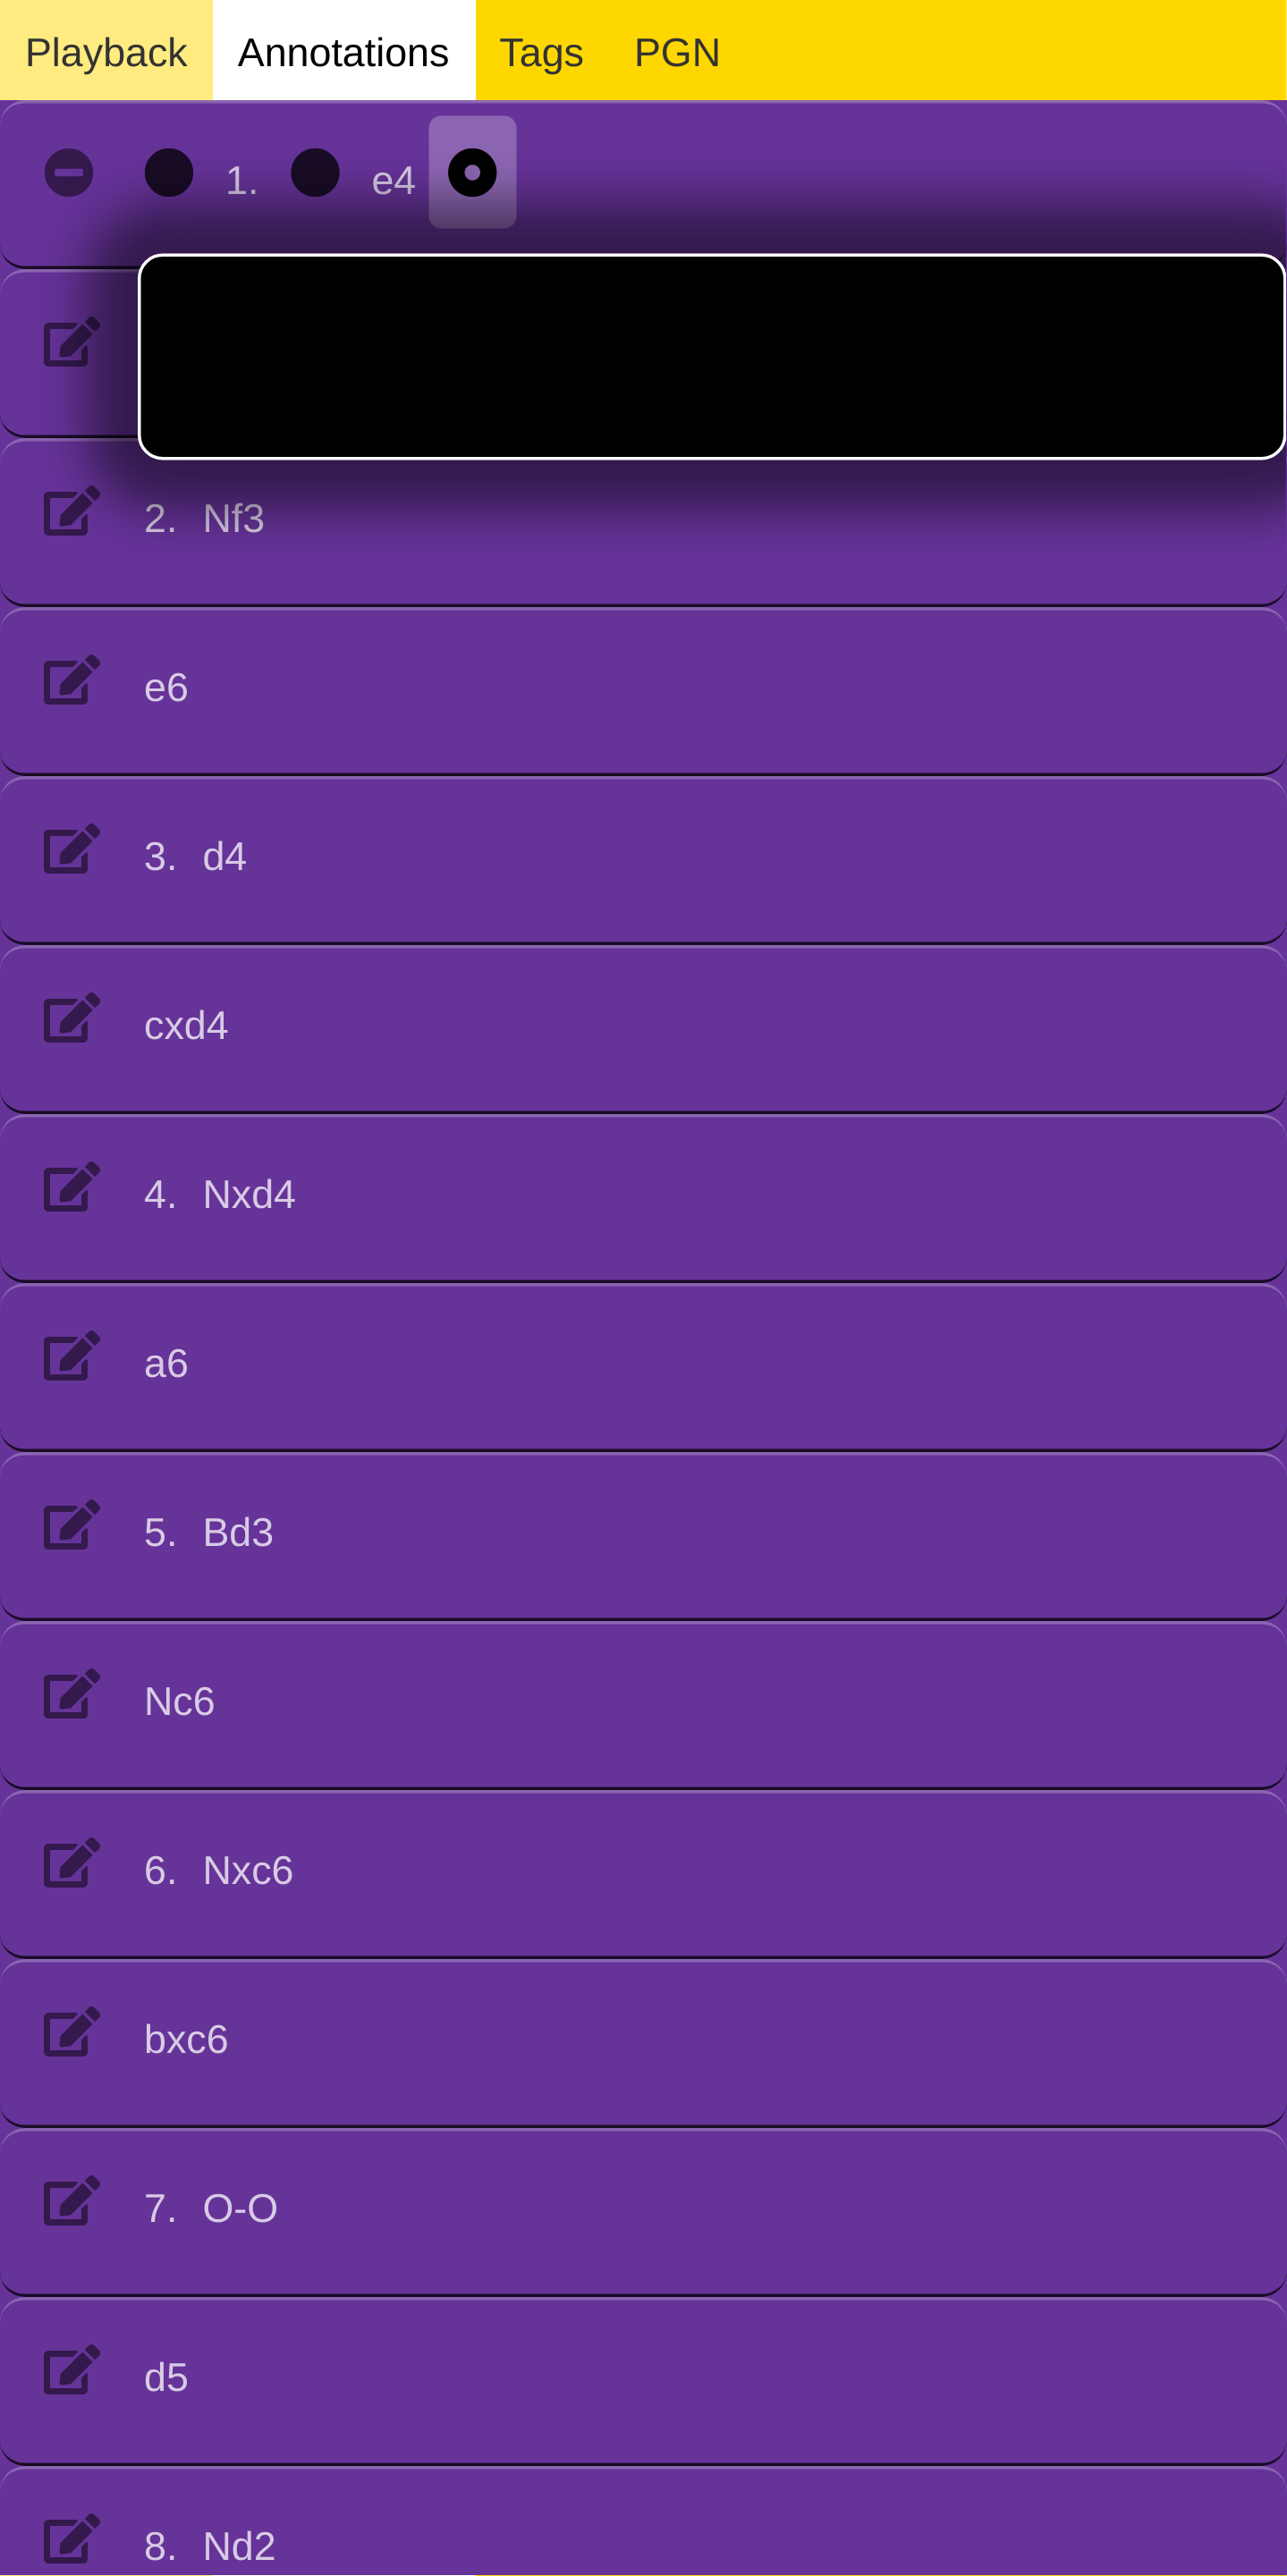 Playback Annotations Tags PGN
1. e4
2. Nf3
e6
3. d4
cxd4
4. Nxd4
a6
5. Bd3
Nc6
6. Nxc6
bxc6
7. O-O
d5
8. Nd2